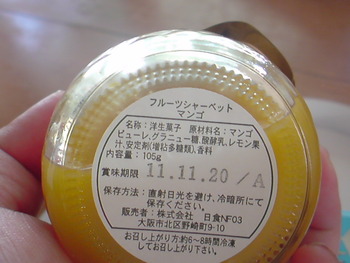 フルーツシャーベット
マンゴ
名称：洋生菓子　原材料名：マンゴ
ピューレ,グラニュー糖,醗酵乳,レモン果
汁,安定剤(増粘多糖類),香料
内容量：105g
賞味期限 11.11.20 /A
保存方法：直射日光を避け、冷暗所にて
保存ください。
販売者：株式会社　日食NF03
大阪市北区野崎町9-10
お召し上がり方:約6~8時間冷凍
してお召し上がり下さい